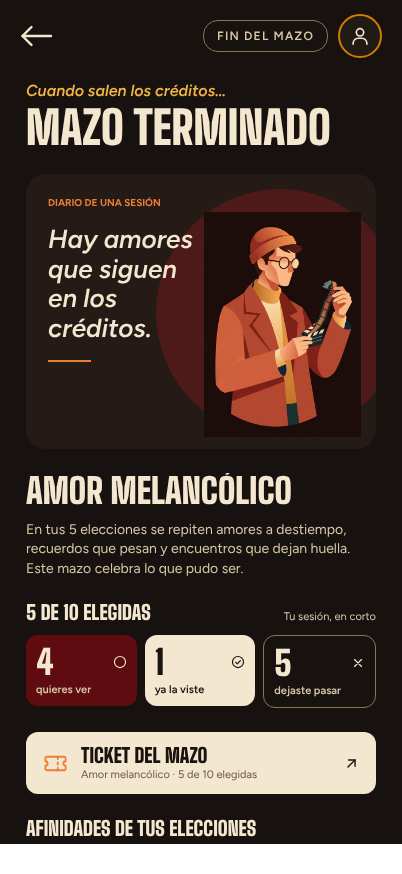 FIN DEL MAZO
Cuando salen los créditos...
MAZO TERMINADO
DIARIO DE UNA SESIÓN
Hay amores
que siguen
en los
créditos.
AMOR MELANCÓLICO
En tus 5 elecciones se repiten amores a destiempo,
recuerdos que pesan y encuentros que dejan huella.
Este mazo celebra lo que pudo ser.
5 DE 10 ELEGIDAS
Tu sesión, en corto
4
quieres ver
1
ya la viste
5
dejaste pasar
TICKET DEL MAZO
Amor melancólico · 5 de 10 elegidas
AFINIDADES DE TUS ELECCIONES